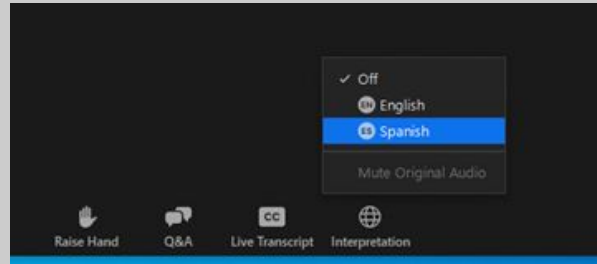 Off
EN English
ES Spanish
Mute Original Audio
CC
Raise Hand
Q&A
Live Transcript
Interpretation